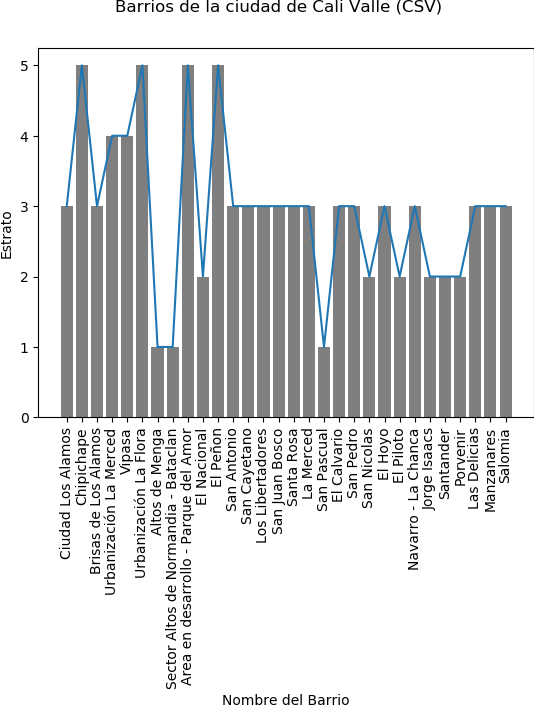 Barrios de la ciudad de Cali Valle (CSV)
5
4
3
2
1
0
Estrato
Ciudad Los Alamos
Chipichape
Brisas de Los Alamos
Urbanización La Merced
Vipasa
Urbanización La Flora
Altos de Menga
Sector Altos de Normandia - Bataclan
Area en desarrollo - Parque del Amor
El Nacional
El Peñon
San Antonio
San Cayetano
Los Libertadores
San Juan Bosco
Santa Rosa
La Merced
San Pascual
El Calvario
San Pedro
San Nicolas
El Hoyo
El Piloto
Navarro - La Chanca
Jorge Isaacs
Santander
Porvenir
Las Delicias
Manzanares
Salomia
Nombre del Barrio